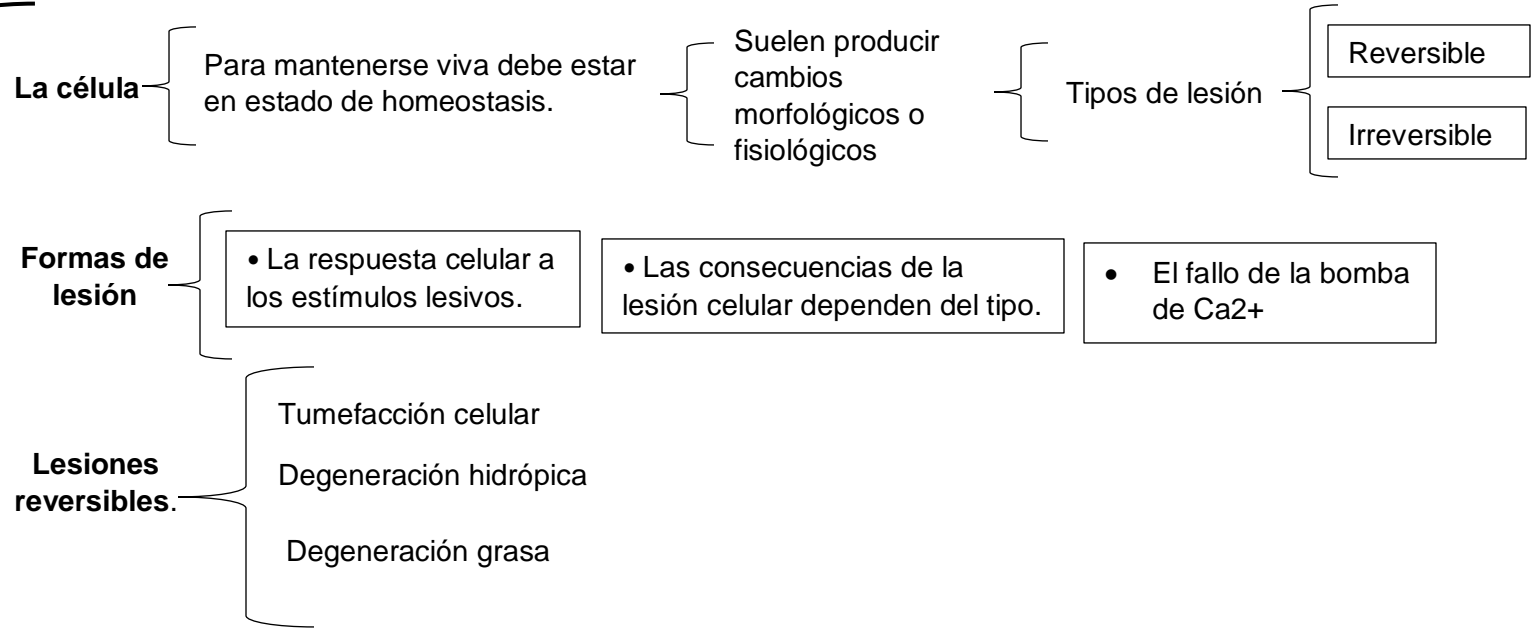 La célula
Para mantenerse viva debe estar
en estado de homeostasis.
Suelen producir
cambios
morfológicos o
fisiológicos
Tipos de lesión
Reversible
Irreversible
Formas de
lesión
• La respuesta celular a
los estímulos lesivos.
• Las consecuencias de la
lesión celular dependen del tipo.
• El fallo de la bomba
de Ca2+
Lesiones
reversibles.
Tumefacción celular
Degeneración hidrópica
Degeneración grasa